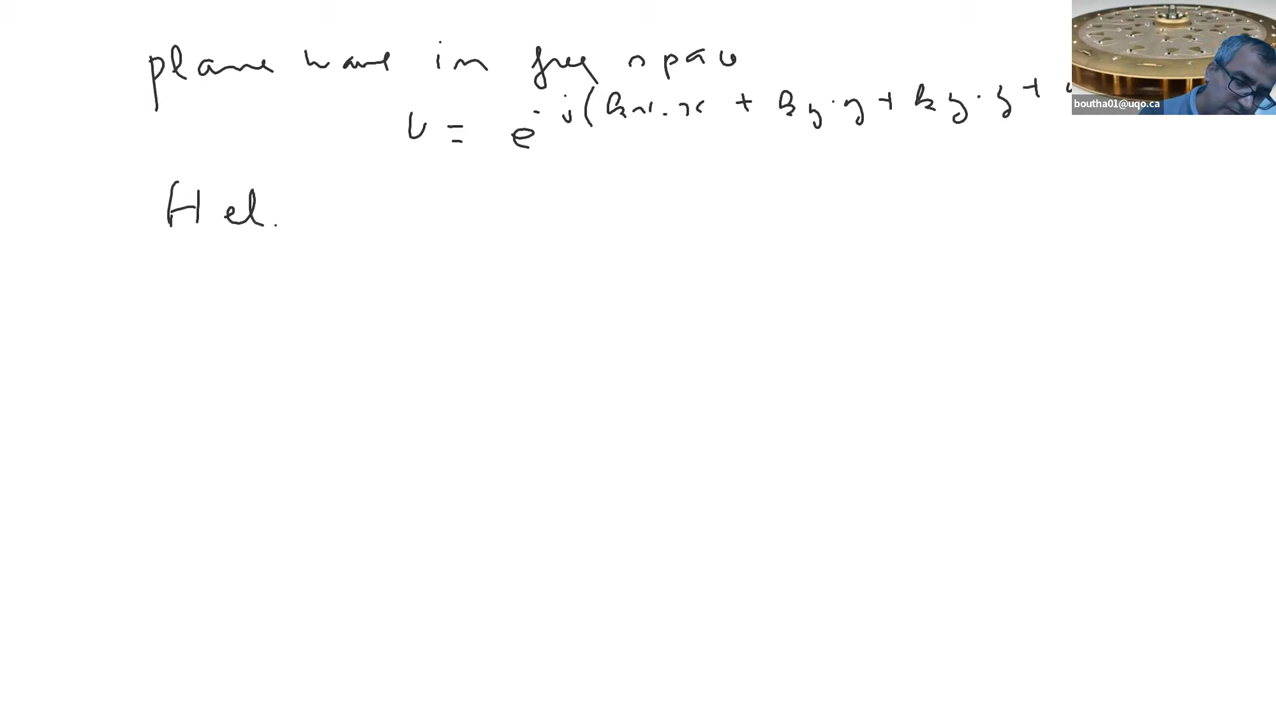 plane wave in free space
U = e^{-j(kx.x + ky.y + kz.z +
boutha01@uqo.ca
Hel.